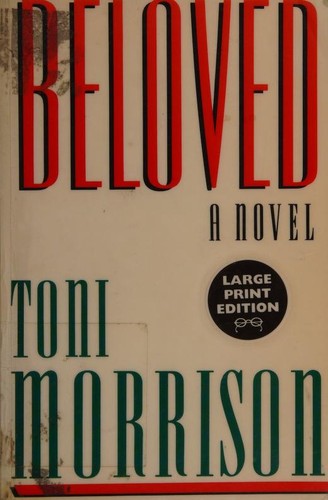 BELOVED
A NOVEL
LARGE
PRINT
EDITION
TONI
MORRISON